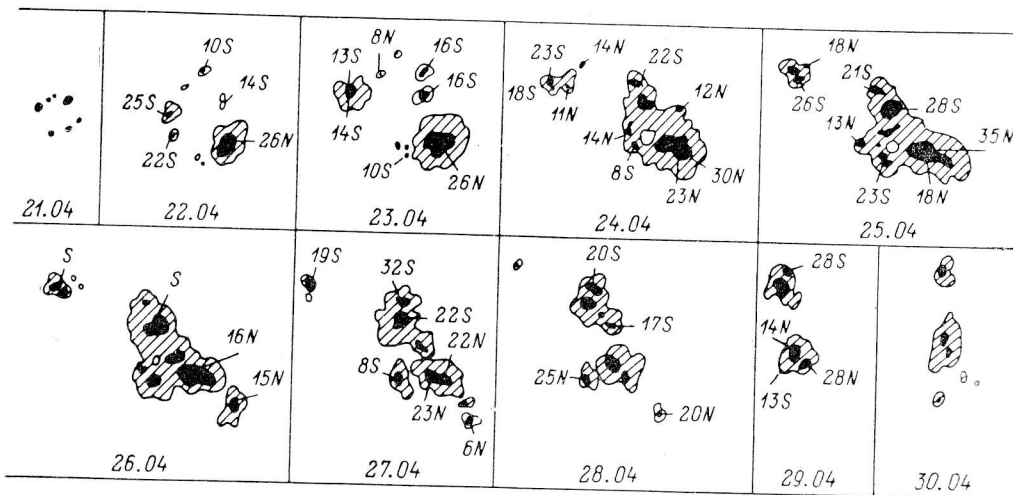 10S
14S
25S
22S
26N
8N
16S
13S
16S
14S
10S
26N
14N
23S
22S
18S
11N
12N
14N
8S
30N
23N
18N
26S
21S
28S
13N
35N
23S
18N
21.04
22.04
23.04
24.04
25.04
S
S
16N
15N
19S
32S
22S
22N
8S
23N
6N
20S
17S
25N
20N
28S
14N
28N
13S
26.04
27.04
28.04
29.04
30.04